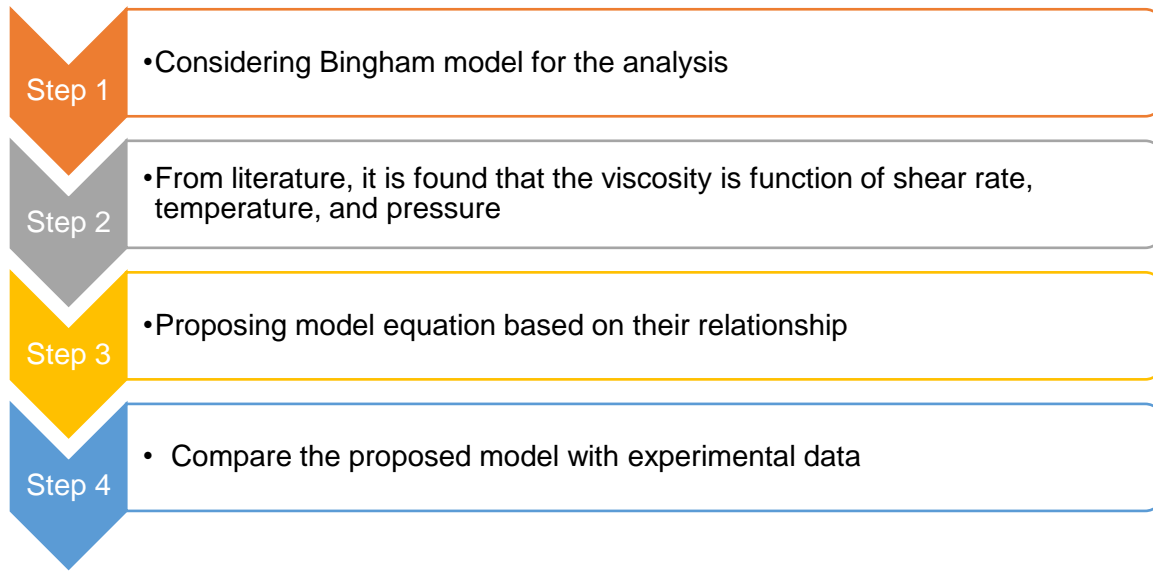 Step 1
•Considering Bingham model for the analysis
Step 2
•From literature, it is found that the viscosity is function of shear rate,
temperature, and pressure
Step 3
•Proposing model equation based on their relationship
Step 4
• Compare the proposed model with experimental data